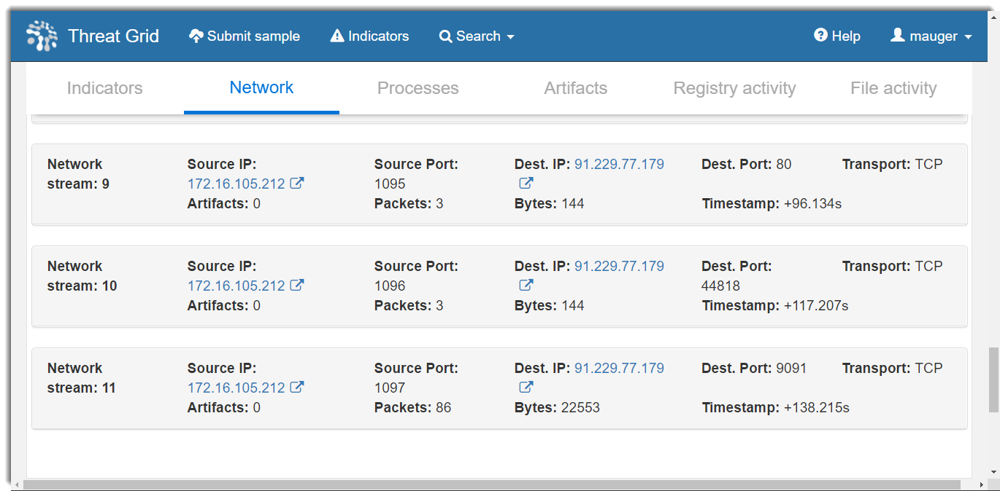 Threat Grid Submit sample Indicators Search Help mauger
Indicators Network Processes Artifacts Registry activity File activity
Network Source IP: Source Port: Dest. IP: 91.229.77.179 Dest. Port: 80 Transport: TCP
stream: 9 172.16.105.212 1095
Artifacts: 0 Packets: 3 Bytes: 144 Timestamp: +96.134s
Network Source IP: Source Port: Dest. IP: 91.229.77.179 Dest. Port: Transport: TCP
stream: 10 172.16.105.212 1096 44818
Artifacts: 0 Packets: 3 Bytes: 144 Timestamp: +117.207s
Network Source IP: Source Port: Dest. IP: 91.229.77.179 Dest. Port: 9091 Transport: TCP
stream: 11 172.16.105.212 1097
Artifacts: 0 Packets: 86 Bytes: 22553 Timestamp: +138.215s